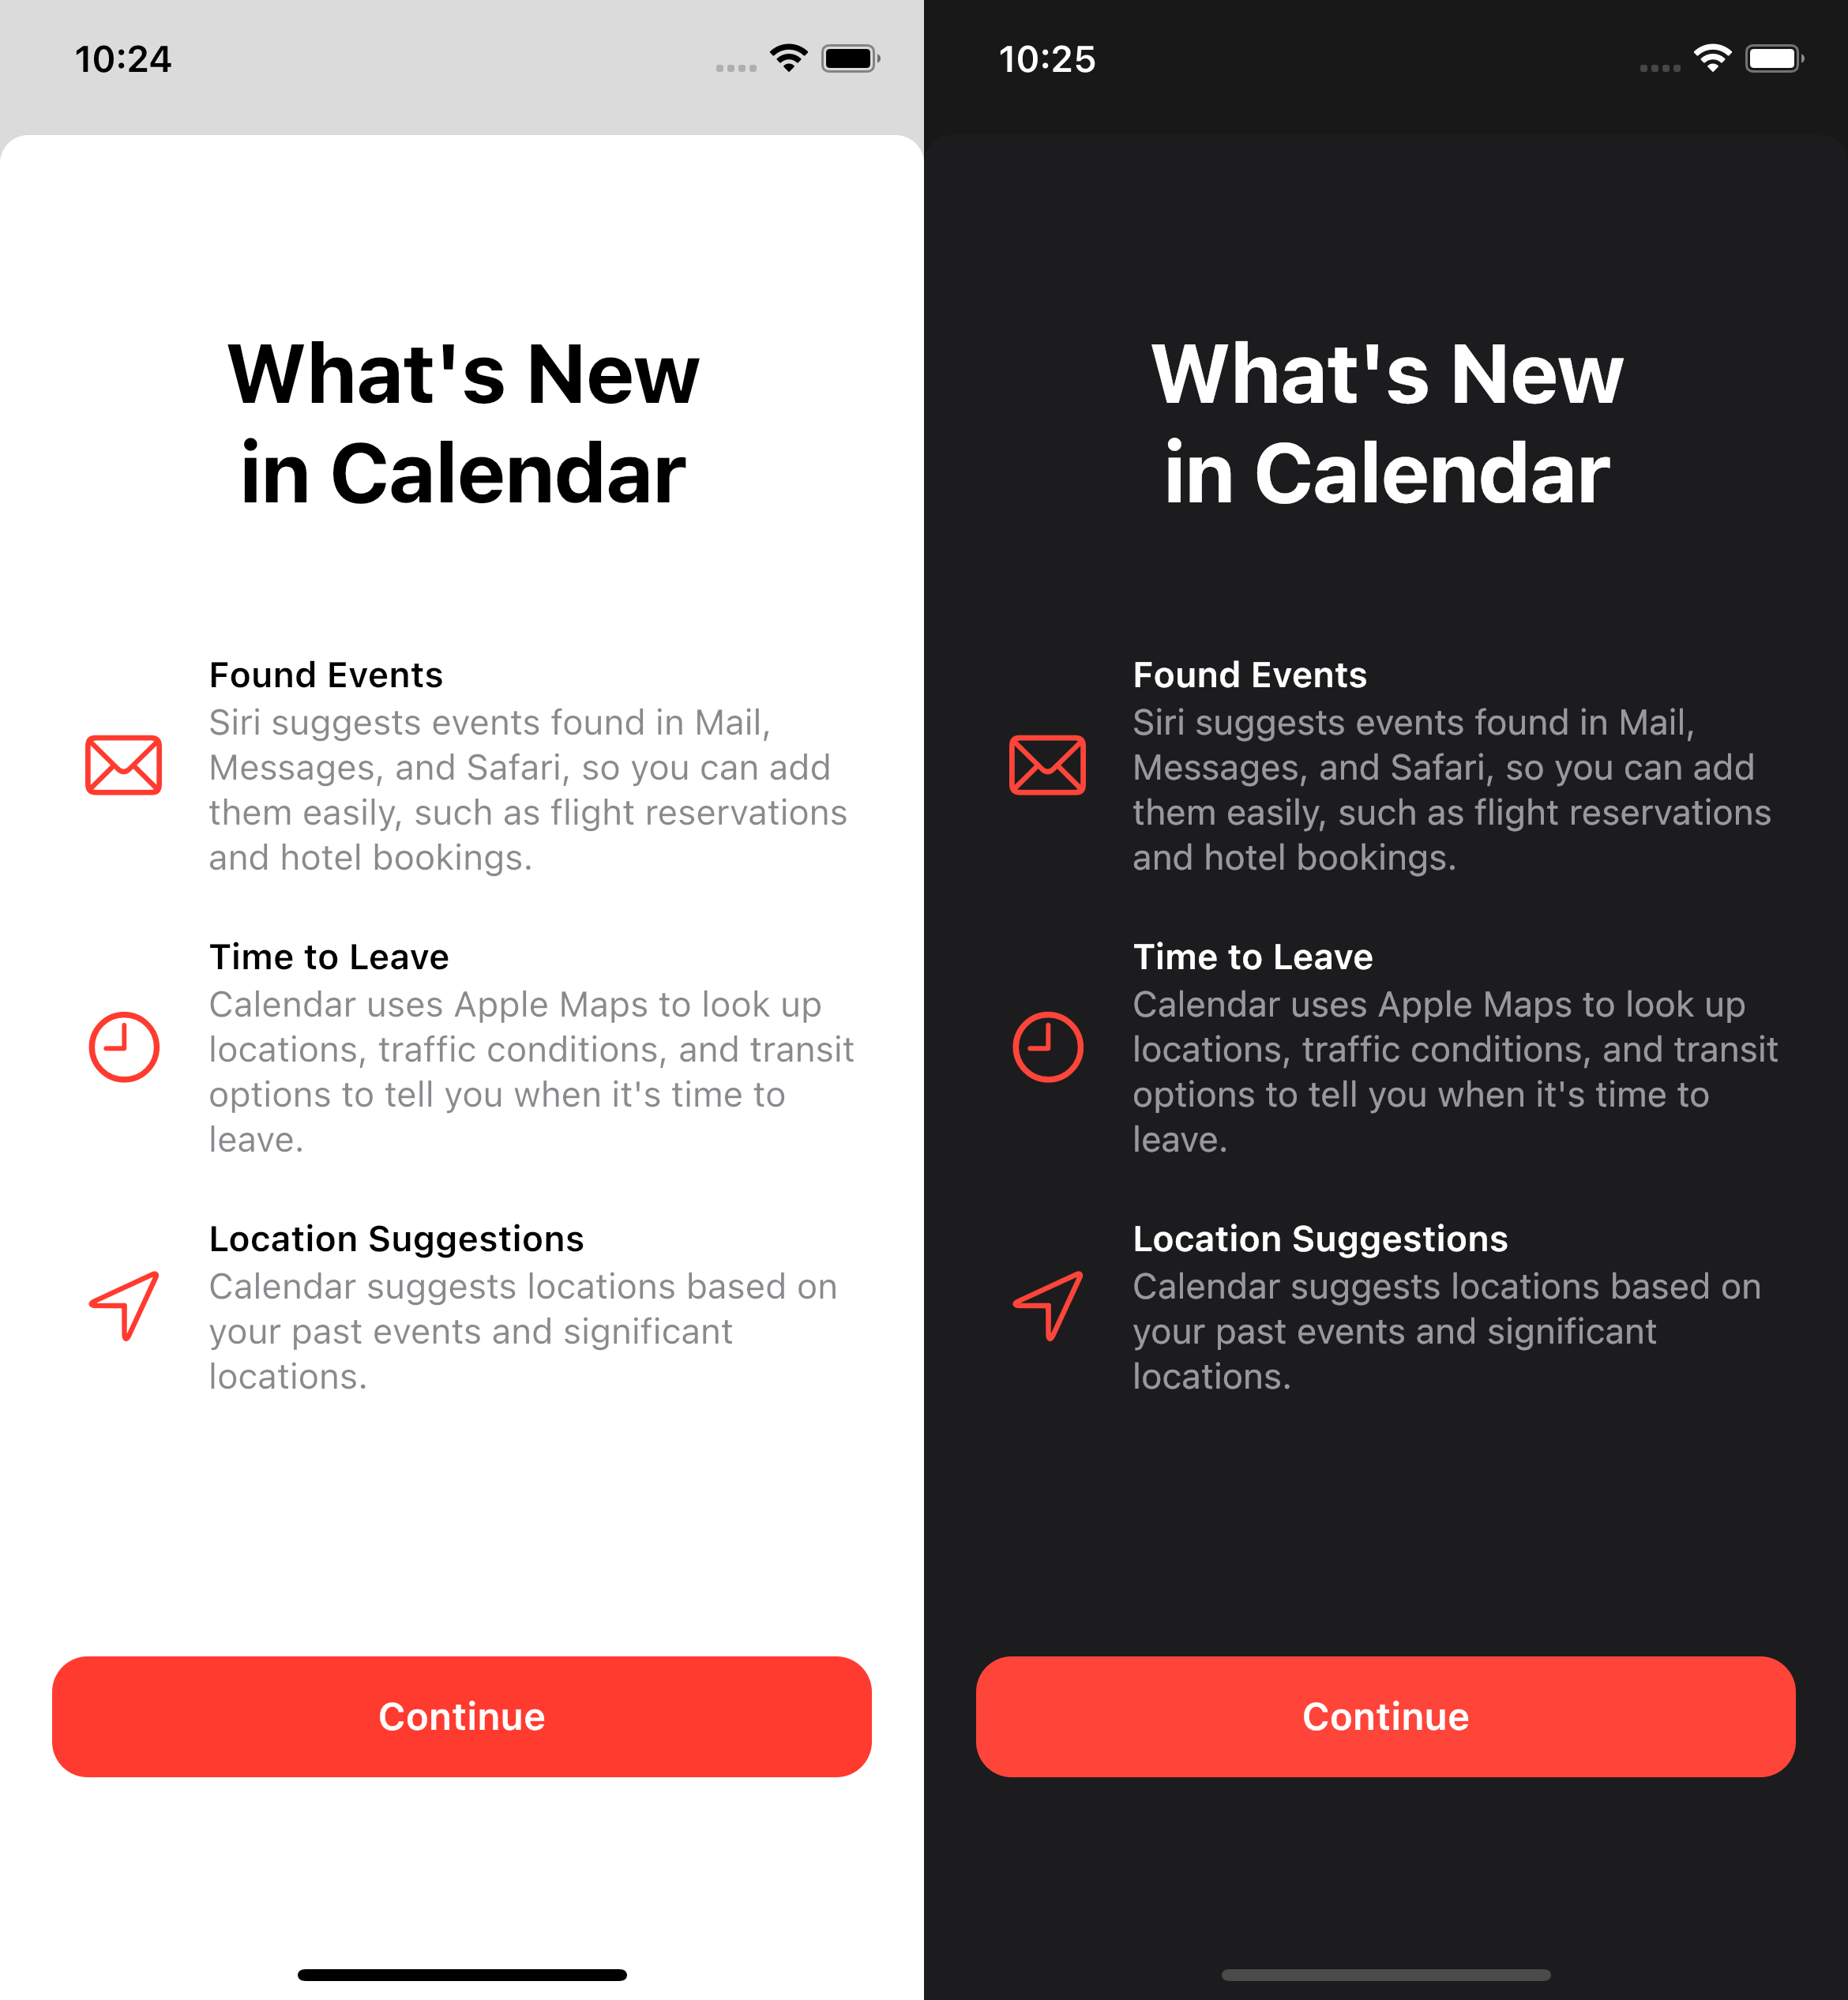 10:24
What's New
in Calendar
Found Events
Siri suggests events found in Mail,
Messages, and Safari, so you can add
them easily, such as flight reservations
and hotel bookings.
Time to Leave
Calendar uses Apple Maps to look up
locations, traffic conditions, and transit
options to tell you when it's time to
leave.
Location Suggestions
Calendar suggests locations based on
your past events and significant
locations.
Continue
10:25
What's New
in Calendar
Found Events
Siri suggests events found in Mail,
Messages, and Safari, so you can add
them easily, such as flight reservations
and hotel bookings.
Time to Leave
Calendar uses Apple Maps to look up
locations, traffic conditions, and transit
options to tell you when it's time to
leave.
Location Suggestions
Calendar suggests locations based on
your past events and significant
locations.
Continue